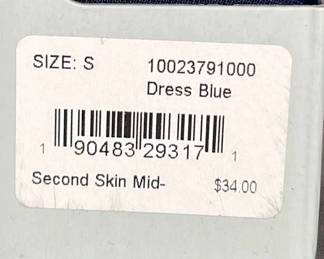 SIZE: S 10023791000
Dress Blue
1 90483 29317 1
Second Skin Mid- $34.00